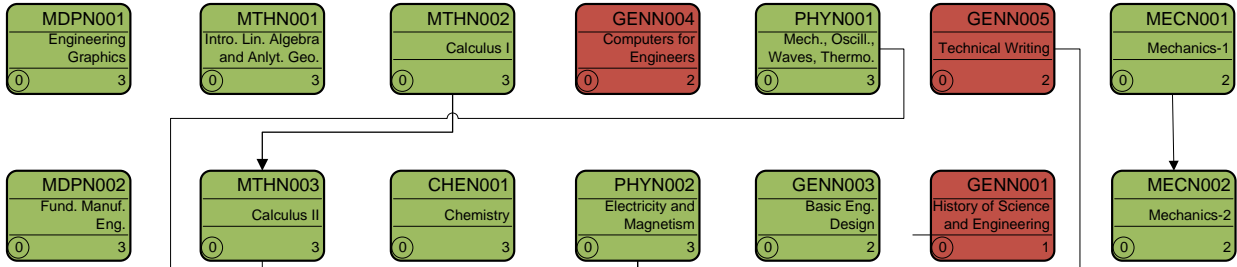 MDPN001
Engineering
Graphics
0 3
MTHN001
Intro. Lin. Algebra
and Anlyt. Geo.
0 3
MTHN002
Calculus I
0 3
GENN004
Computers for
Engineers
0 2
PHYN001
Mech., Oscill.,
Waves, Thermo.
0 3
GENN005
Technical Writing
0 2
MECN001
Mechanics-1
0 2
MDPN002
Fund. Manuf.
Eng.
0 3
MTHN003
Calculus II
0 3
CHEN001
Chemistry
0 3
PHYN002
Electricity and
Magnetism
0 3
GENN003
Basic Eng.
Design
0 2
GENN001
History of Science
and Engineering
0 1
MECN002
Mechanics-2
0 2